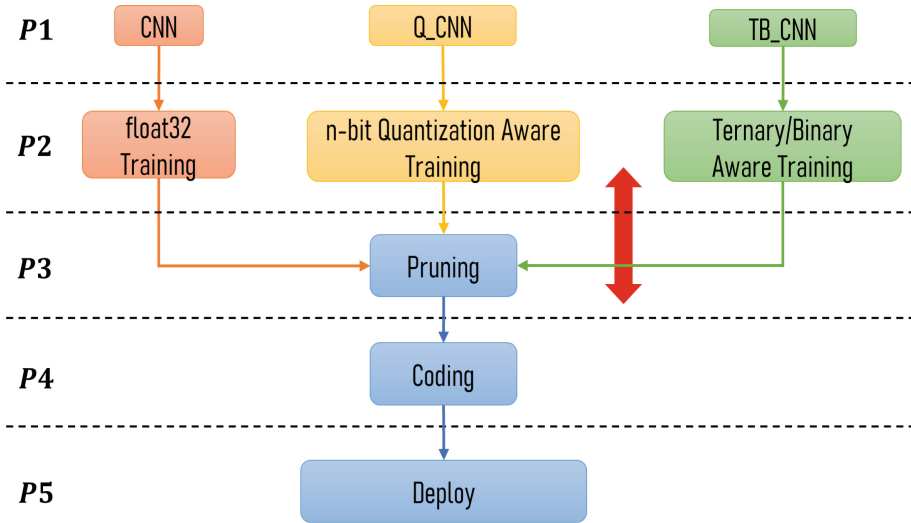 P1
CNN
Q_CNN
TB_CNN
P2
float32
Training
n-bit Quantization Aware
Training
Ternary/Binary
Aware Training
P3
Pruning
P4
Coding
P5
Deploy